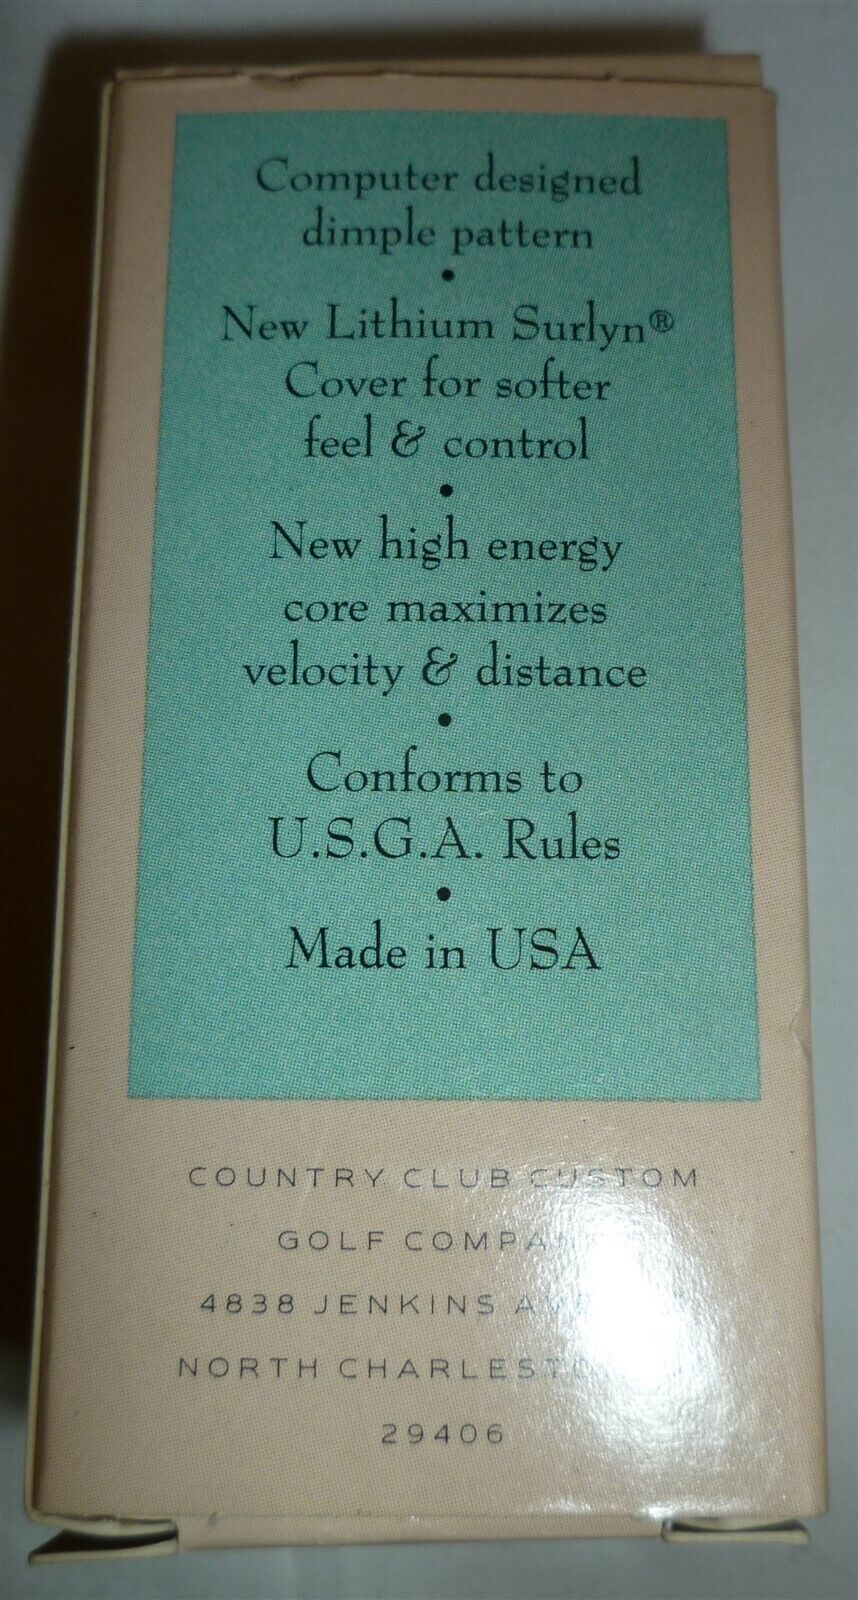 Computer designed
dimple pattern
•
New Lithium Surlyn®
Cover for softer
feel & control
•
New high energy
core maximizes
velocity & distance
•
Conforms to
U.S.G.A. Rules
•
Made in USA
COUNTRY CLUB CUSTOM
GOLF
4838 JENKINS
NORTH
29406